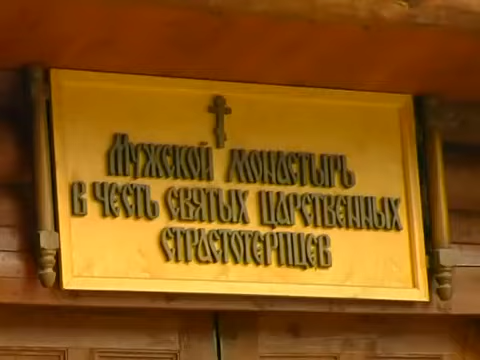 Мужской монастырь
в честь святых царственных
страстотерпцев